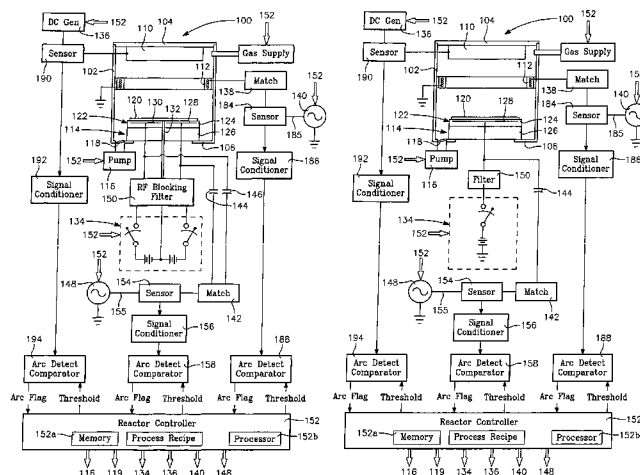 152
104
100
152
DC Gen
110
136
102
Sensor
Gas Supply
190
112
Match
152
138
140
184
120
130
132
128
122
124
Sensor
114
126
185
118
106
152
Pump
Signal Conditioner
186
116
192
146
144
Signal Conditioner
RF Blocking Filter
150
134
152
152
148
154
155
Sensor
Match
142
Signal Conditioner
156
194
158
188
Arc Detect Comparator
Arc Detect Comparator
Arc Detect Comparator
Arc Flag
Threshold
Arc Flag
Threshold
Arc Flag
Threshold
Reactor Controller
152
152a
Memory
Process Recipe
Processor
152b
116
119
134
136
140
148
152
104
100
152
DC Gen
110
136
102
Sensor
Gas Supply
190
112
Match
152
138
140
184
120
128
122
124
Sensor
114
126
185
118
106
152
Pump
Signal Conditioner
186
116
192
144
Signal Conditioner
Filter
150
134
152
152
148
154
155
Sensor
Match
142
Signal Conditioner
156
194
158
188
Arc Detect Comparator
Arc Detect Comparator
Arc Detect Comparator
Arc Flag
Threshold
Arc Flag
Threshold
Arc Flag
Threshold
Reactor Controller
152
152a
Memory
Process Recipe
Processor
152b
116
119
134
136
140
148